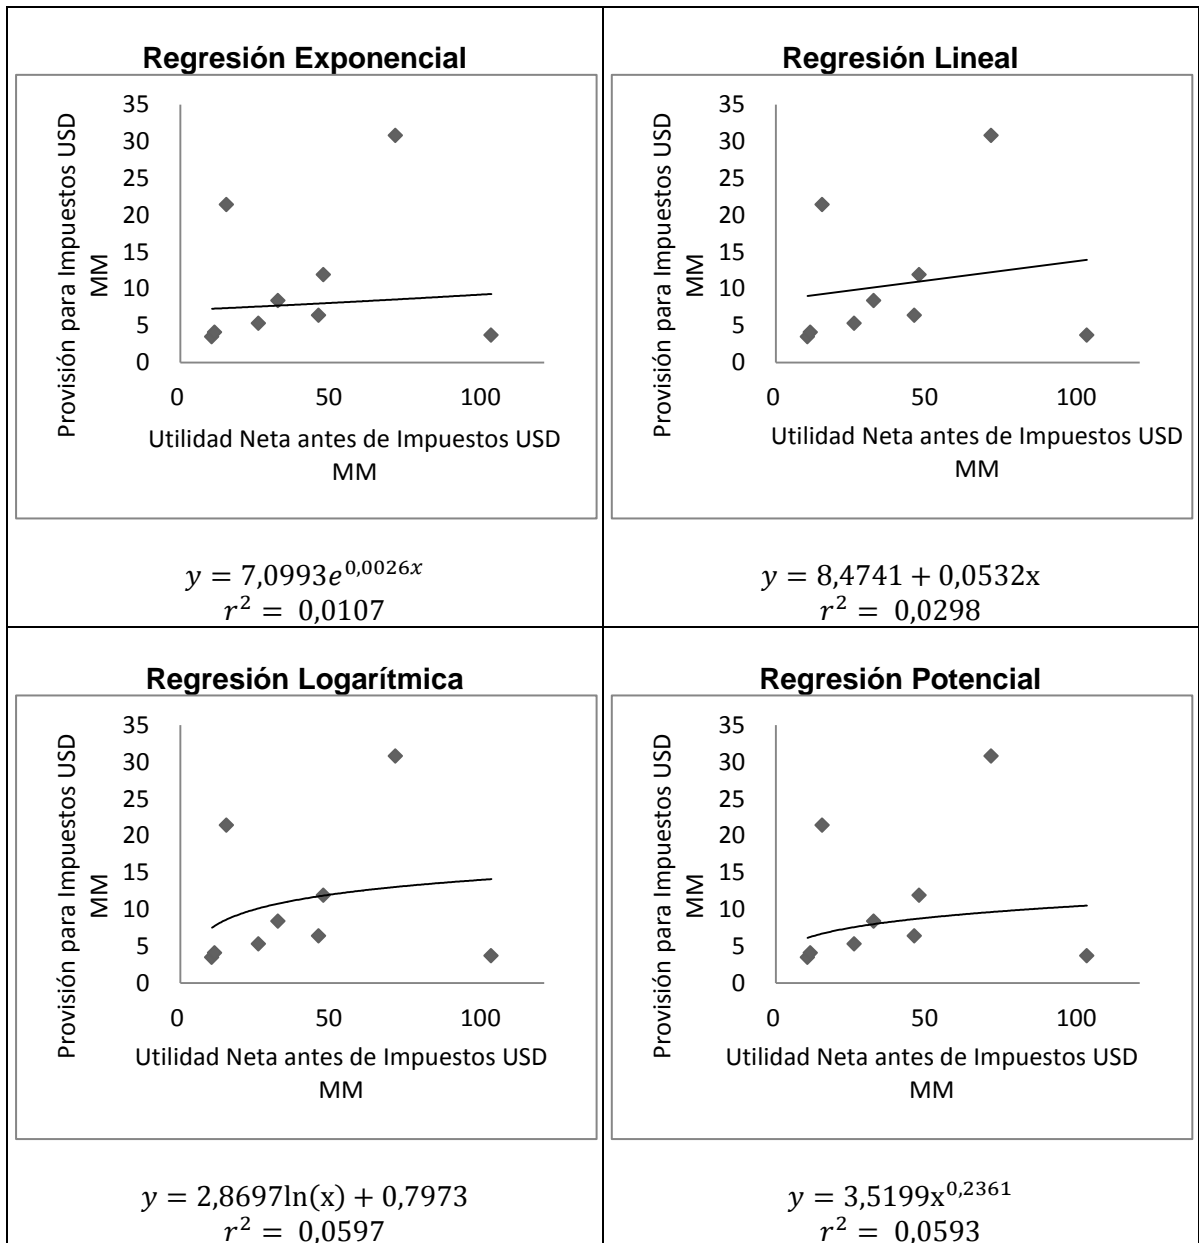 Regresión Exponencial
Provisión para Impuestos USD
MM
35
30
25
20
15
10
5
0
0 50 100
Utilidad Neta antes de Impuestos USD
MM
y = 7,0993e^{0,0026x}
r² = 0,0107
Regresión Lineal
Provisión para Impuestos USD
MM
35
30
25
20
15
10
5
0
0 50 100
Utilidad Neta antes de Impuestos USD
MM
y = 8,4741 + 0,0532x
r² = 0,0298
Regresión Logarítmica
Provisión para Impuestos USD
MM
35
30
25
20
15
10
5
0
0 50 100
Utilidad Neta antes de Impuestos USD
MM
y = 2,8697ln(x) + 0,7973
r² = 0,0597
Regresión Potencial
Provisión para Impuestos USD
MM
35
30
25
20
15
10
5
0
0 50 100
Utilidad Neta antes de Impuestos USD
MM
y = 3,5199x^{0,2361}
r² = 0,0593